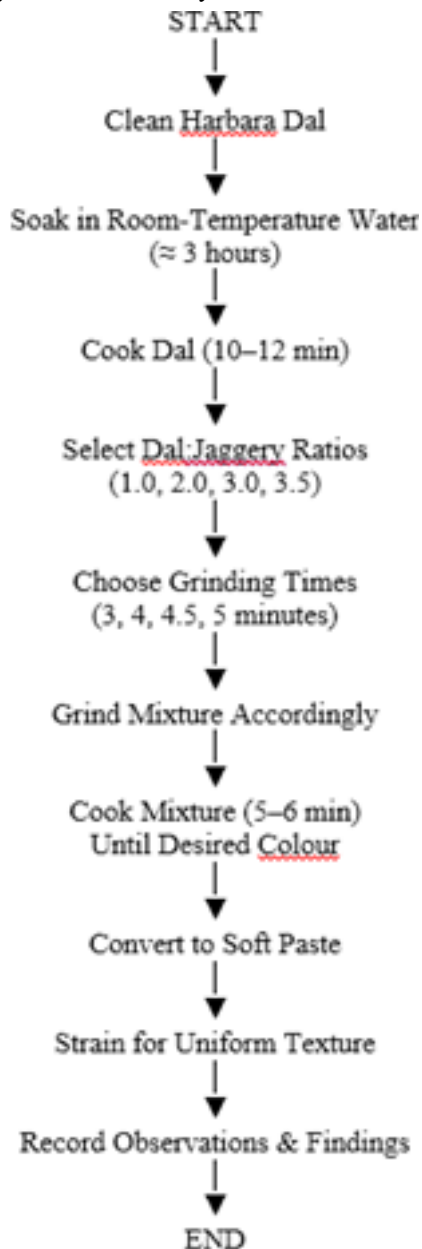 START
Clean Harbara Dal
Soak in Room-Temperature Water
(≈ 3 hours)
Cook Dal (10–12 min)
Select Dal:Jaggery Ratios
(1.0, 2.0, 3.0, 3.5)
Choose Grinding Times
(3, 4, 4.5, 5 minutes)
Grind Mixture Accordingly
Cook Mixture (5–6 min)
Until Desired Colour
Convert to Soft Paste
Strain for Uniform Texture
Record Observations & Findings
END